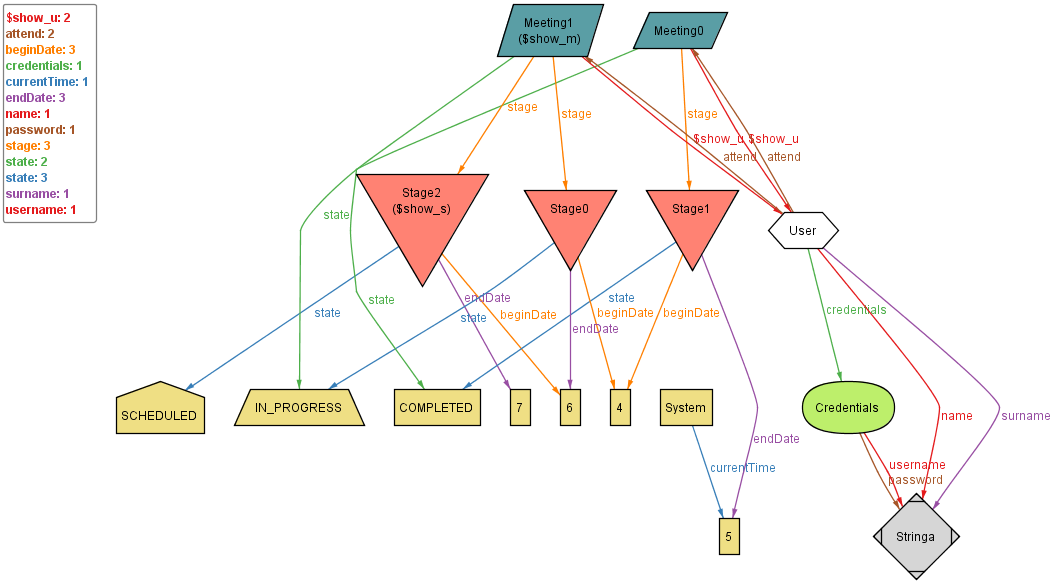 $show_u: 2
attend: 2
beginDate: 3
credentials: 1
currentTime: 1
endDate: 3
name: 1
password: 1
stage: 3
state: 2
state: 3
surname: 1
username: 1
Meeting1
($show_m)
Meeting0
stage
stage
stage
$show_u
$show_u
attend
attend
Stage2
($show_s)
Stage0
Stage1
User
state
state
state
endDate
state
beginDate
state
beginDate
endDate
beginDate
credentials
SCHEDULED
IN_PROGRESS
COMPLETED
7
6
4
System
Credentials
name
surname
endDate
currentTime
username
password
5
Stringa